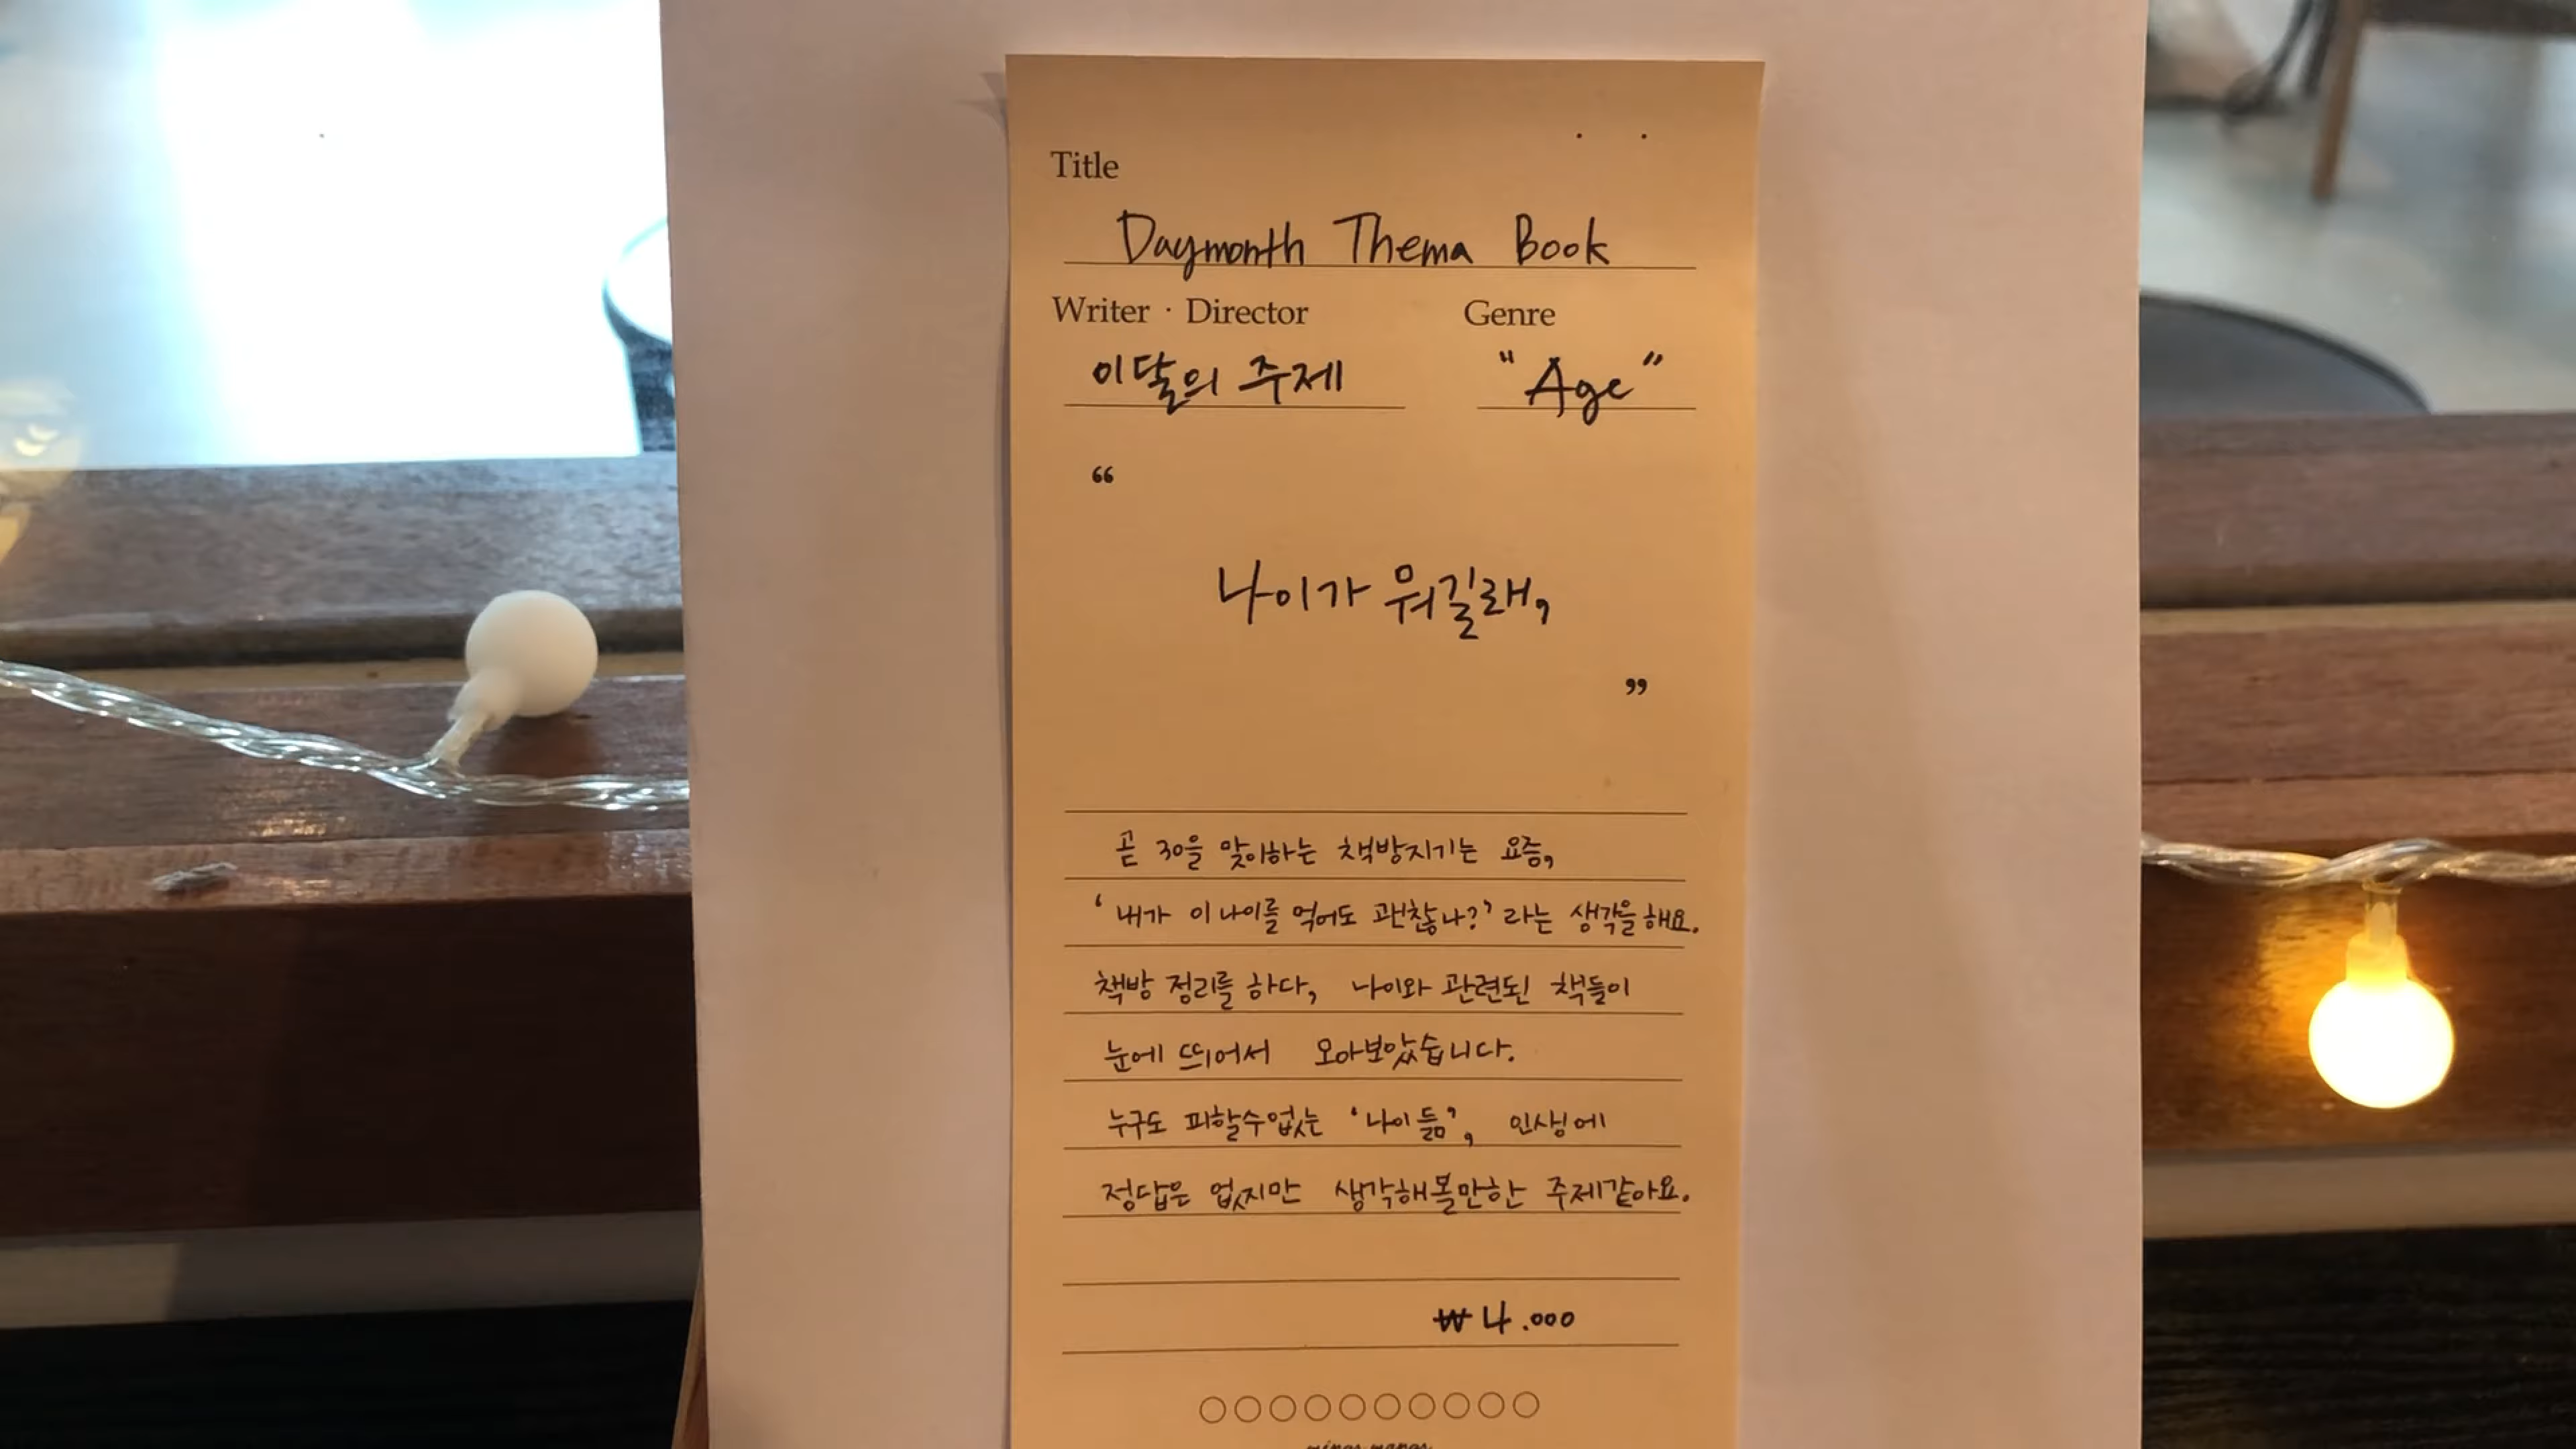 Title
Daymonth Thema Book
Writer · Director Genre
이달의 주제 "Age"
“
나이가 뭐길래,
”
곧 30을 맞이하는 책방지기는 요즘,
‘내가 이 나이를 먹어도 괜찮나?’ 라는 생각을 해요.
책방 정리를 하다, 나이와 관련된 책들이
눈에 띄어서 모아보았습니다.
누구도 피할수없는 ‘나이듦’, 인생에
정답은 없지만 생각해볼만한 주제같아요.
₩4.000